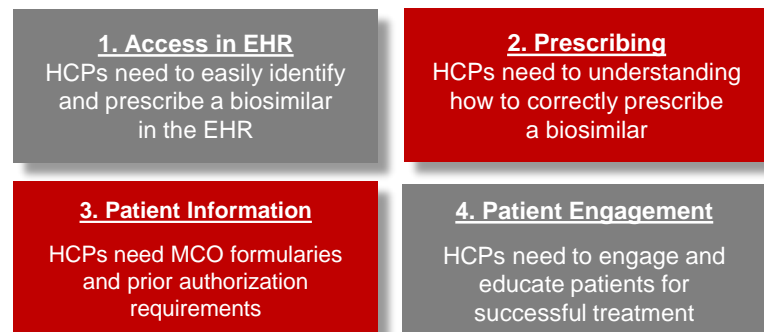 1. Access in EHR
HCPs need to easily identify
and prescribe a biosimilar
in the EHR
2. Prescribing
HCPs need to understanding
how to correctly prescribe
a biosimilar
3. Patient Information
HCPs need MCO formularies
and prior authorization
requirements
4. Patient Engagement
HCPs need to engage and
educate patients for
successful treatment